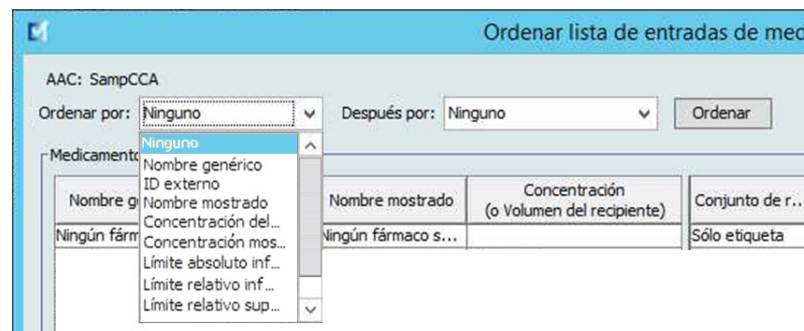 Ordenar lista de entradas de med
AAC: SampCCA
Ordenar por: Ninguno Después por: Ninguno Ordenar
Ninguno
Nombre genérico
ID externo
Nombre mostrado
Concentración del...
Concentración mos...
Límite absoluto inf...
Límite relativo inf...
Límite relativo sup...
Medicamento
Nombre g Nombre mostrado Concentración
(o Volumen del recipiente) Conjunto de r...
Ningún fárm Ningún fármaco s... Sólo etiqueta